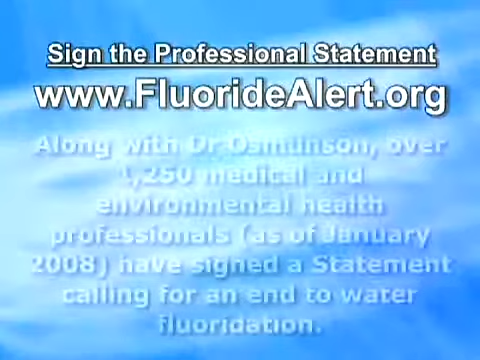 Sign the Professional Statement
www.FluorideAlert.org
Along with Dr Osmunson, over
1,250 medical and
environmental health
professionals (as of January
2008) have signed a Statement
calling for an end to water
fluoridation.